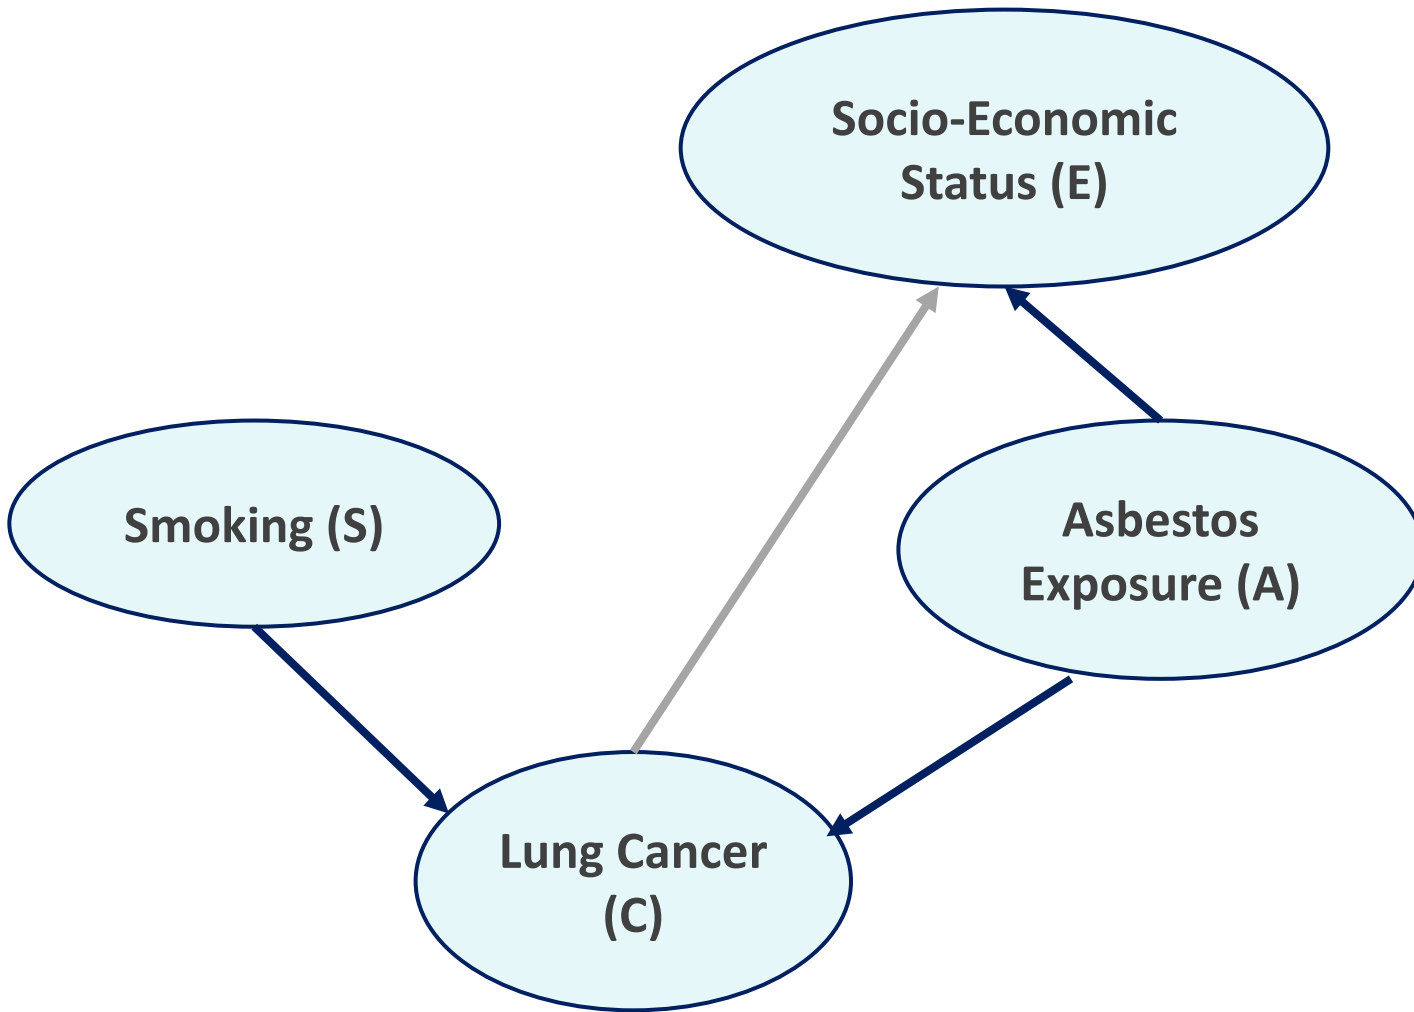 Socio-Economic
Status (E)
Smoking (S)
Asbestos
Exposure (A)
Lung Cancer
(C)